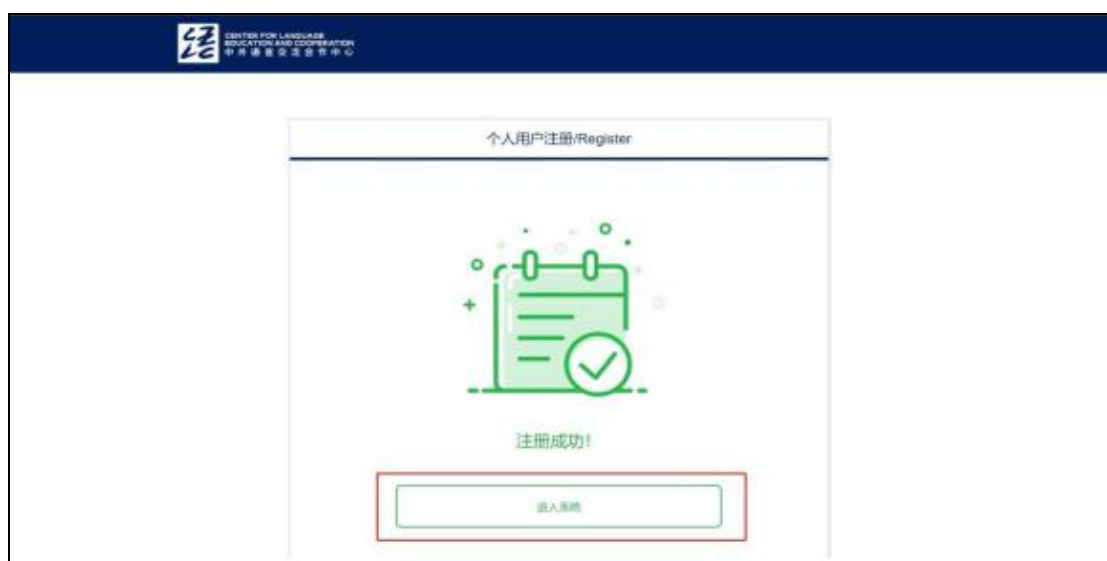 CENTER FOR LANGUAGE
EDUCATION AND COOPERATION
中外语言交流合作中心
个人用户注册/Register
注册成功!
进入系统